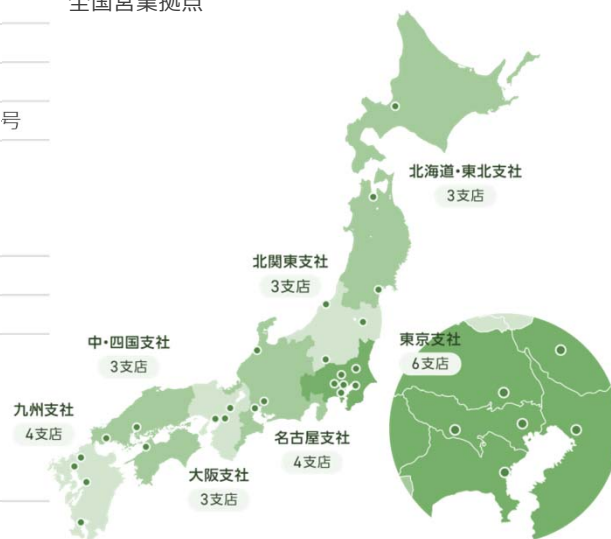 全国営業拠点
号
北海道・東北支社
3支店
北関東支社
3支店
東京支社
6支店
中・四国支社
3支店
九州支社
4支店
名古屋支社
4支店
大阪支社
3支店